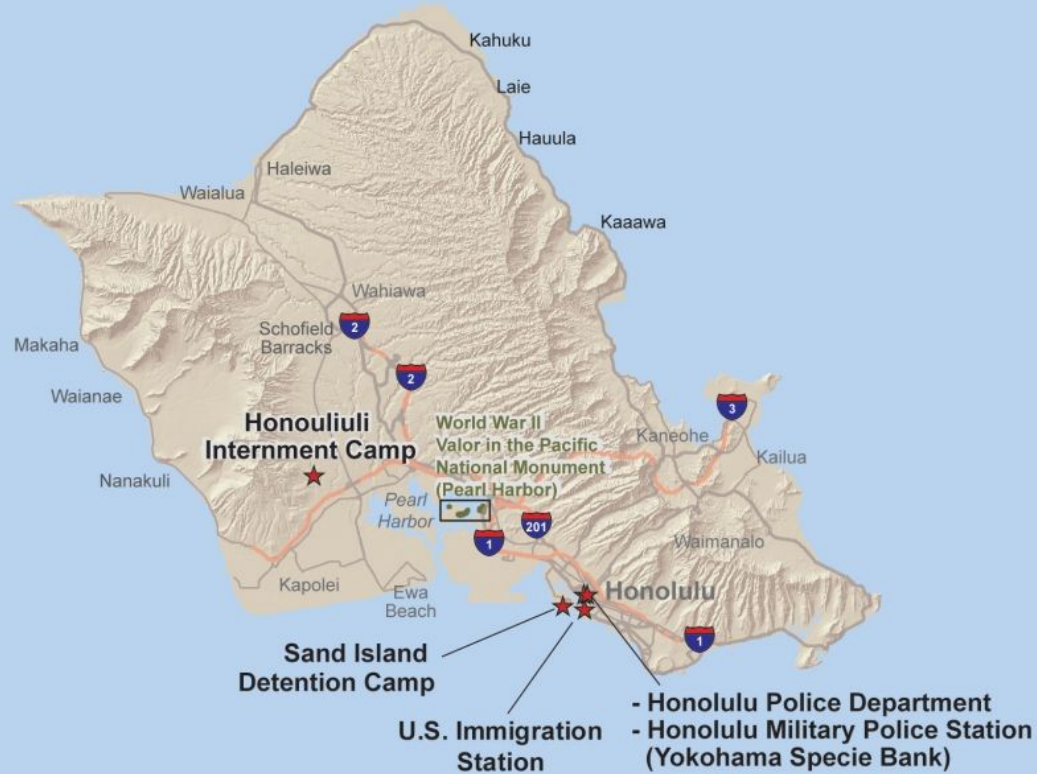 Kahuku
Laie
Hauula
Haleiwa
Waialua
Kaaawa
Wahiawa
2
Schofield
Barracks
Makaha
2
Waianae
3
Honouliuli
Internment Camp
World War II
Valor in the Pacific
National Monument
(Pearl Harbor)
Kaneohe
Kailua
Nanakuli
Pearl
Harbor
201
1
Waimanalo
Kapolei
Ewa
Beach
Honolulu
1
Sand Island
Detention Camp
U.S. Immigration
Station
- Honolulu Police Department
- Honolulu Military Police Station
(Yokohama Specie Bank)